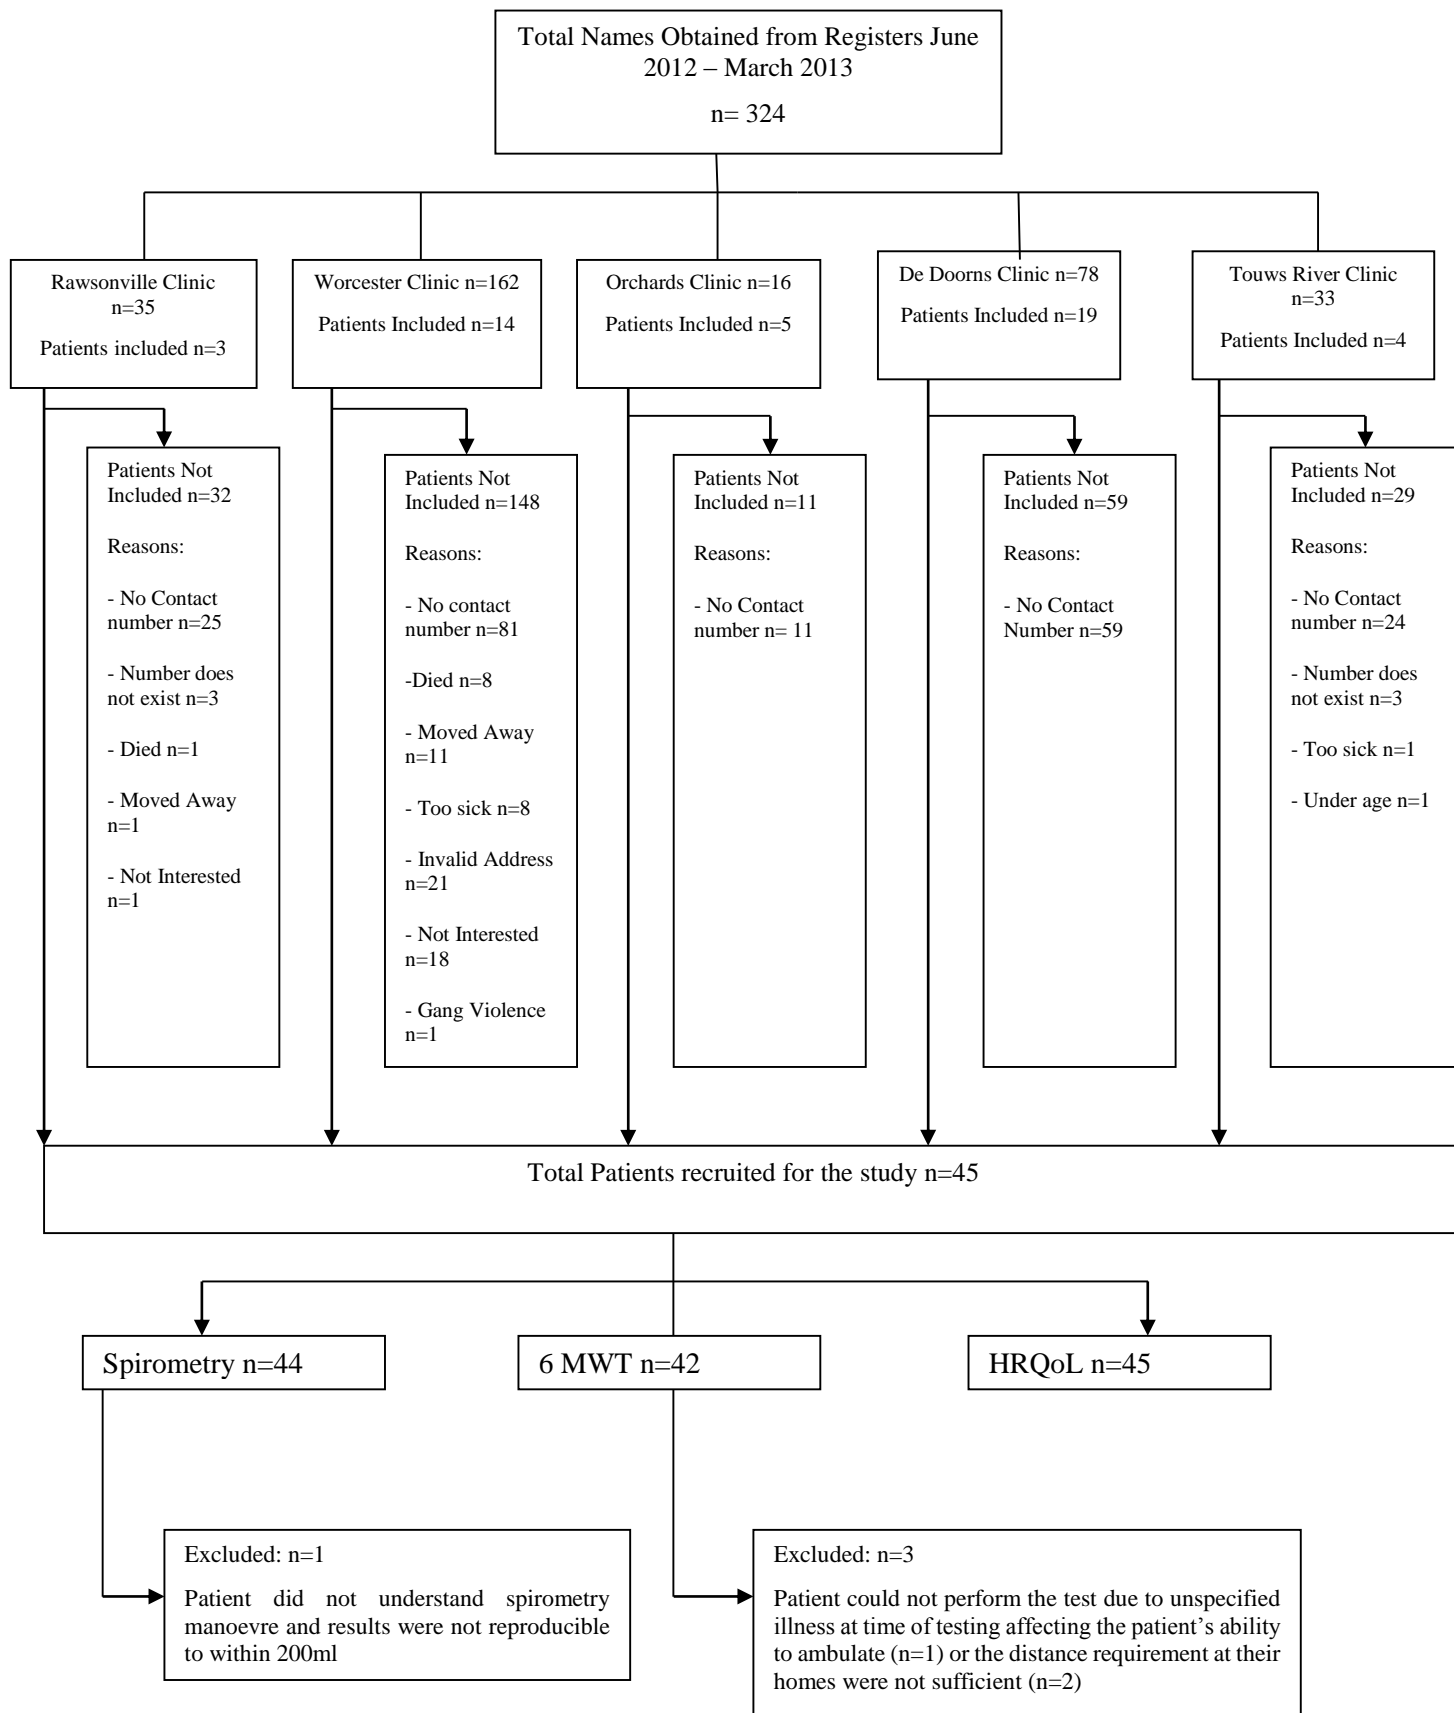 Total Names Obtained from Registers June
2012 – March 2013
n= 324
Rawsonville Clinic
n=35
Patients included n=3
Worcester Clinic n=162
Patients Included n=14
Orchards Clinic n=16
Patients Included n=5
De Doorns Clinic n=78
Patients Included n=19
Touws River Clinic
n=33
Patients Included n=4
Patients Not
Included n=32
Reasons:
- No Contact
number n=25
- Number does
not exist n=3
- Died n=1
- Moved Away
n=1
- Not Interested
n=1
Patients Not
Included n=148
Reasons:
- No contact
number n=81
-Died n=8
- Moved Away
n=11
- Too sick n=8
- Invalid Address
n=21
- Not Interested
n=18
- Gang Violence
n=1
Patients Not
Included n=11
Reasons:
- No Contact
number n= 11
Patients Not
Included n=59
Reasons:
- No Contact
Number n=59
Patients Not
Included n=29
Reasons:
- No Contact
number n=24
- Number does
not exist n=3
- Too sick n=1
- Under age n=1
Total Patients recruited for the study n=45
Spirometry n=44
6 MWT n=42
HRQoL n=45
Excluded: n=1
Patient did not understand spirometry
manoevre and results were not reproducible
to within 200ml
Excluded: n=3
Patient could not perform the test due to unspecified
illness at time of testing affecting the patient’s ability
to ambulate (n=1) or the distance requirement at their
homes were not sufficient (n=2)